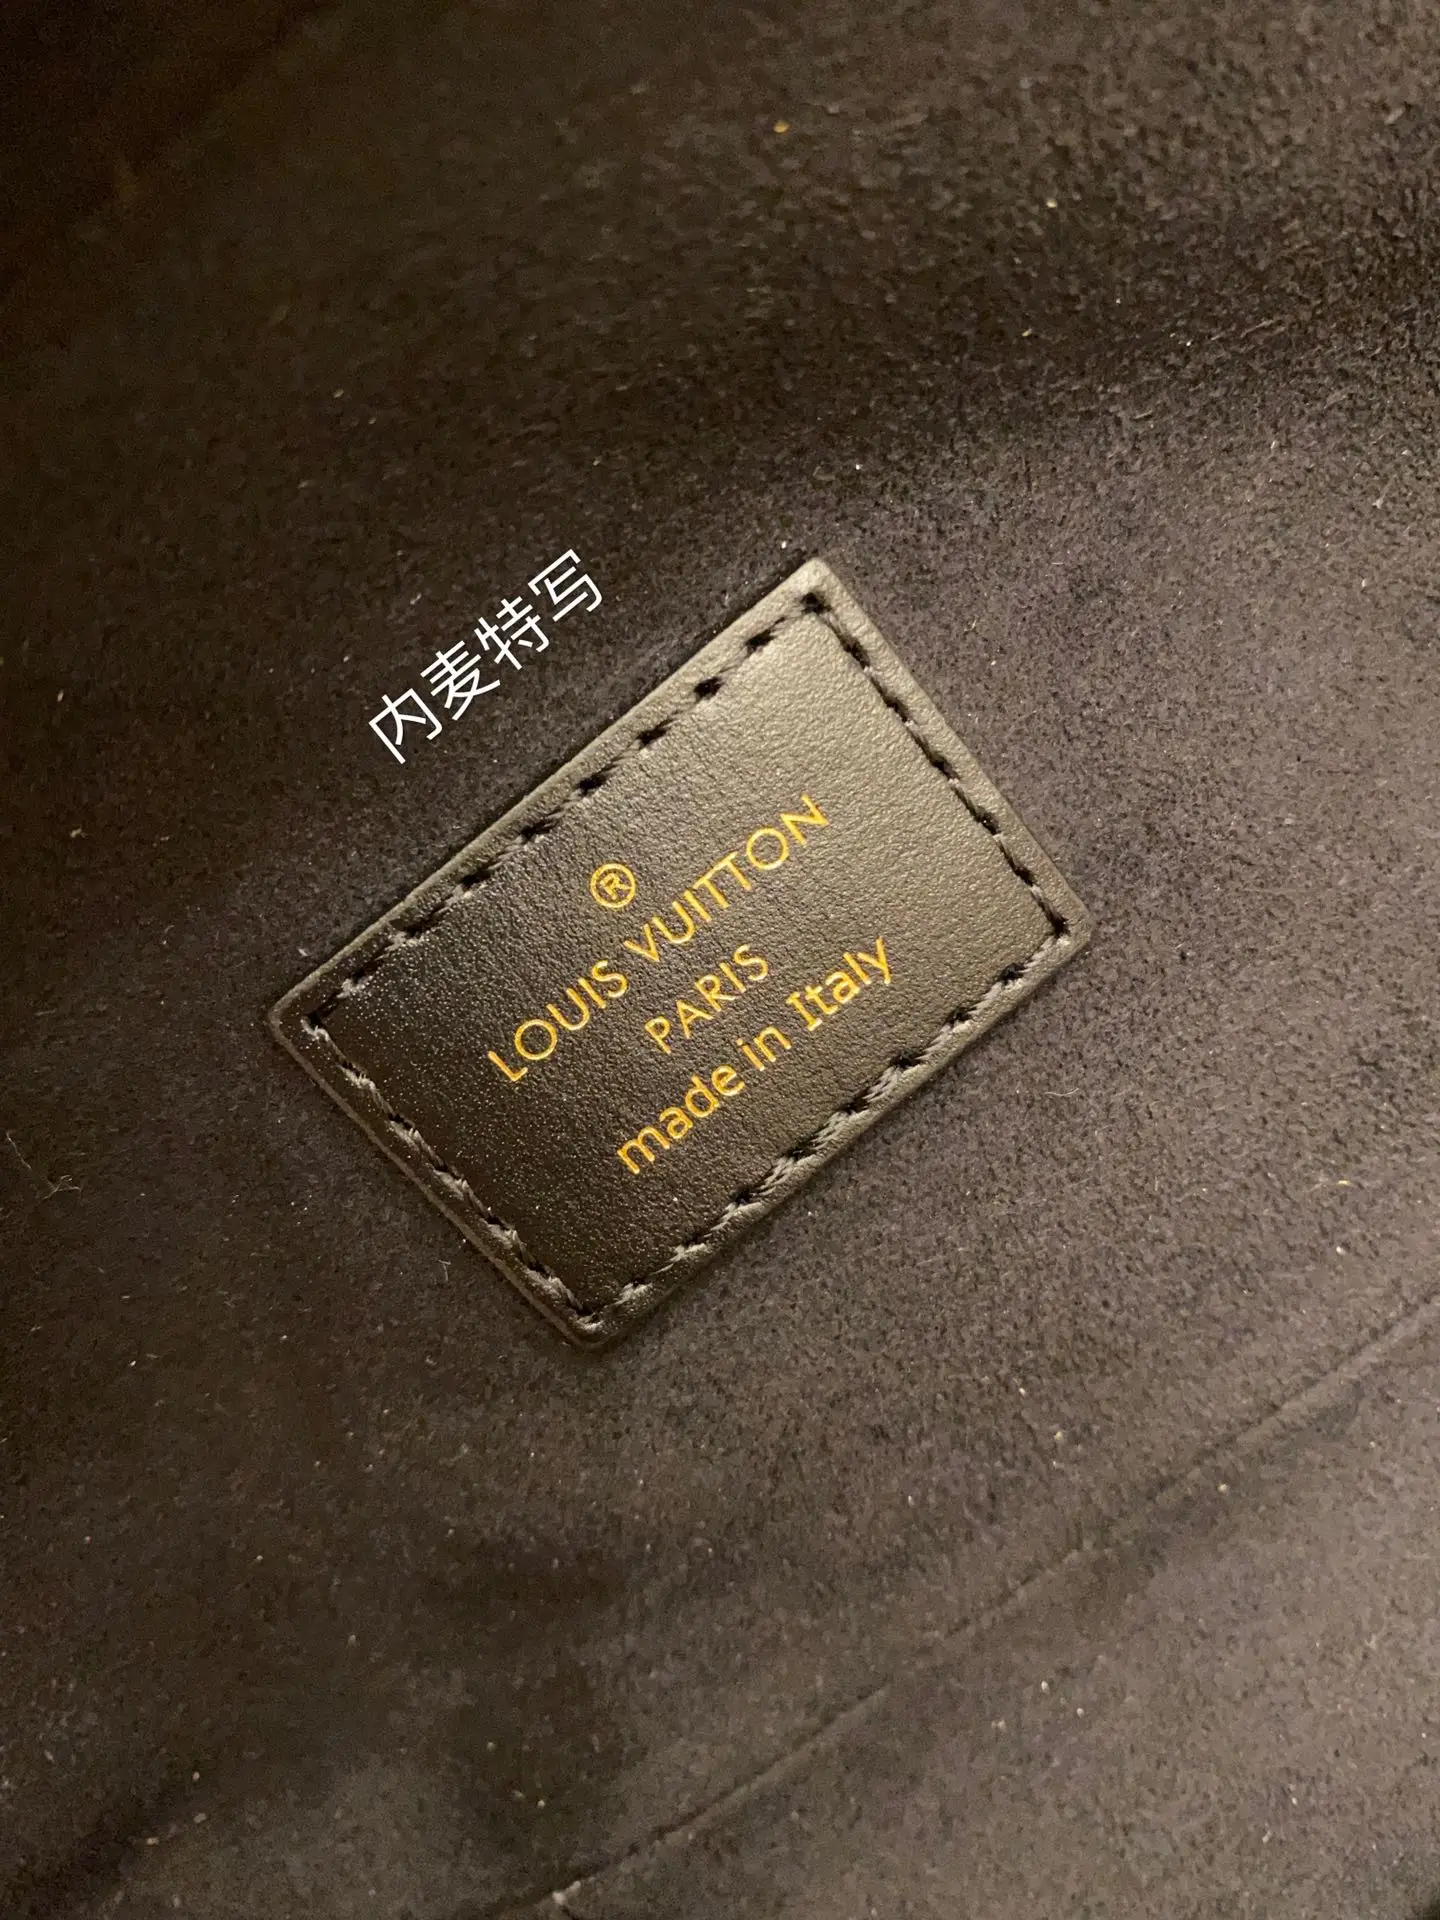 内麦特写
®
LOUIS VUITTON
PARIS
made in Italy